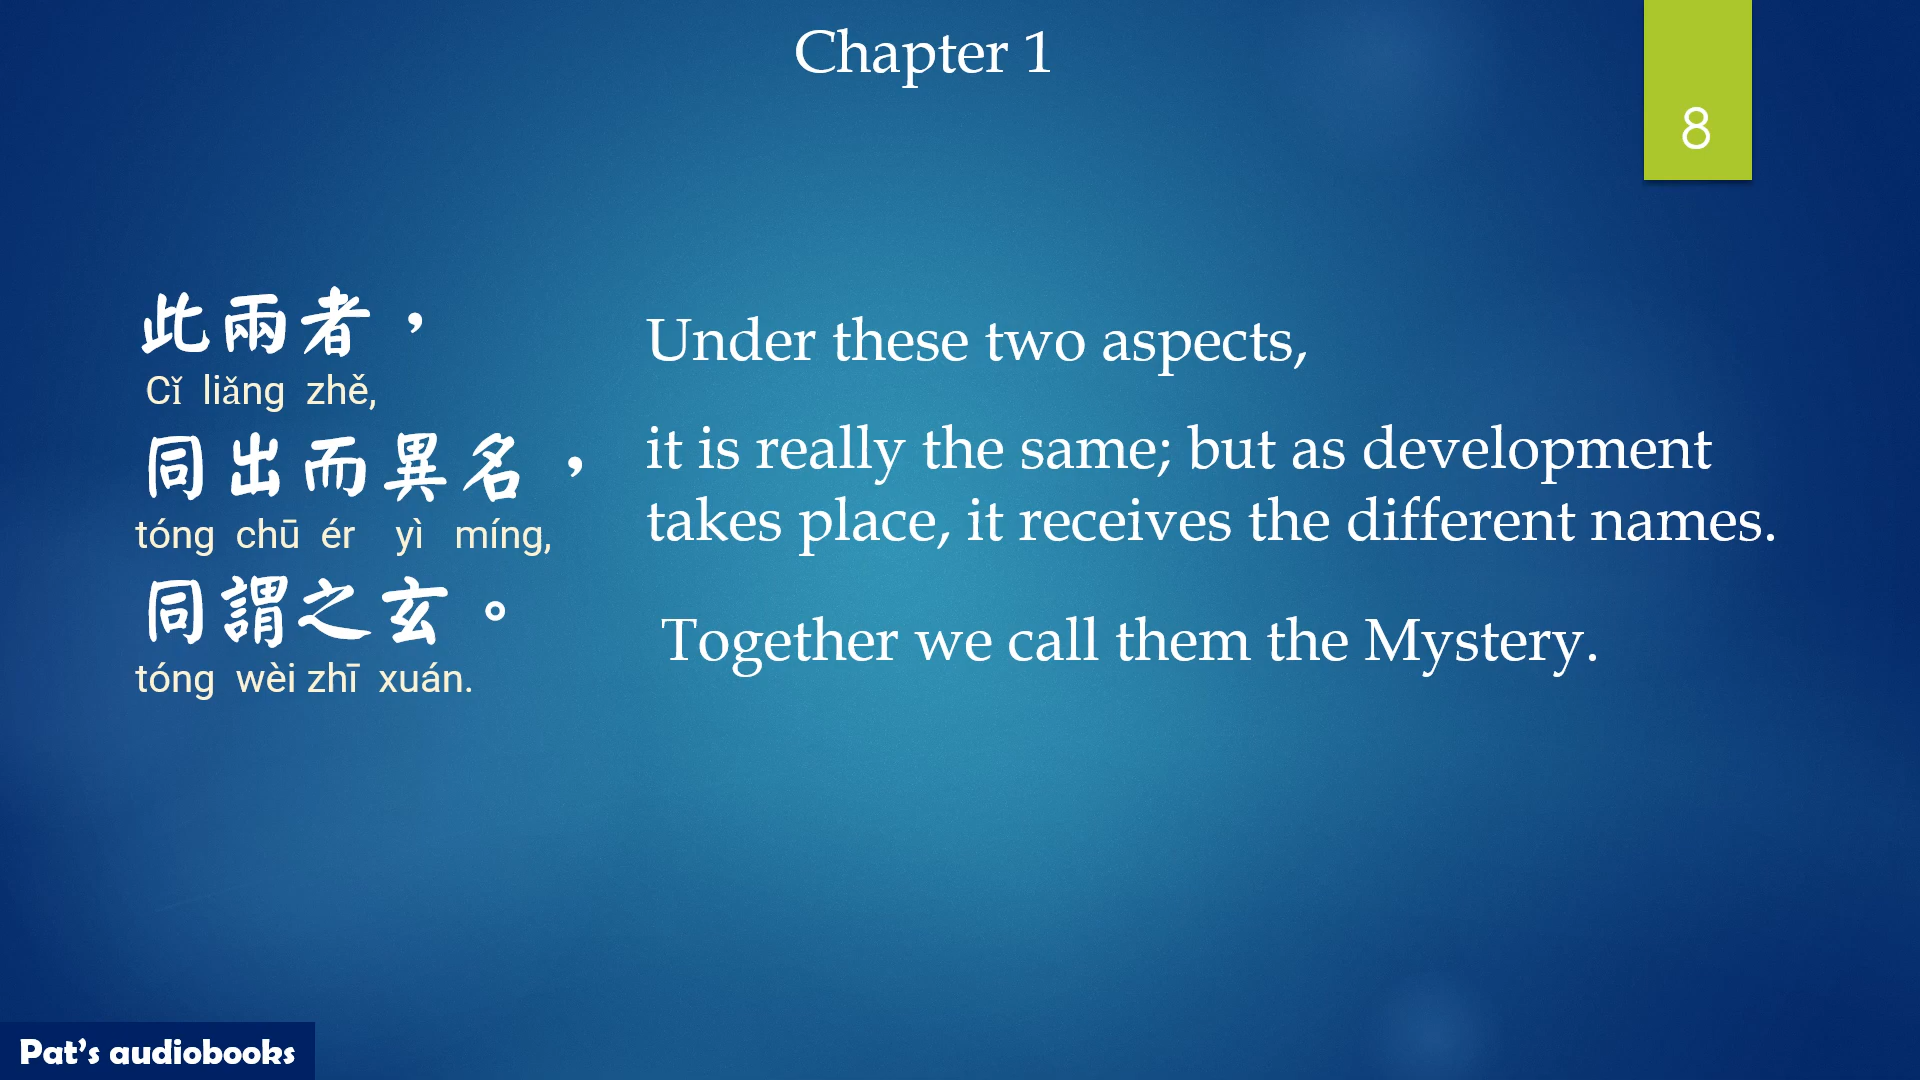 Chapter 1
8
此兩者，
Cǐ liǎng zhě,
同出而異名，
tóng chū ér yì míng,
同謂之玄。
tóng wèi zhī xuán.
Under these two aspects,
it is really the same; but as development
takes place, it receives the different names.
Together we call them the Mystery.
Pat's audiobooks